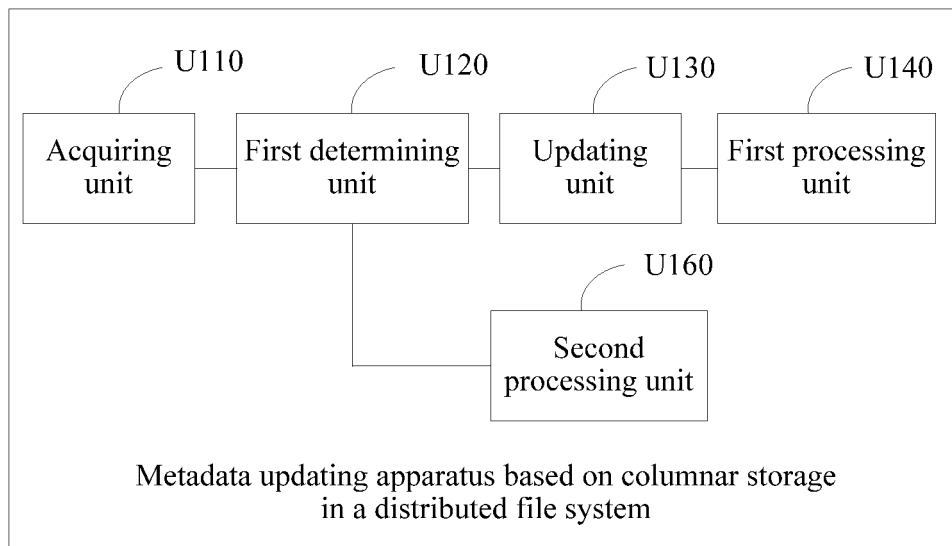 U110
U120
U130
U140
Acquiring
unit
First determining
unit
Updating
unit
First processing
unit
U160
Second
processing unit
Metadada updating apparatus based on columnar storage
in a distributed file system